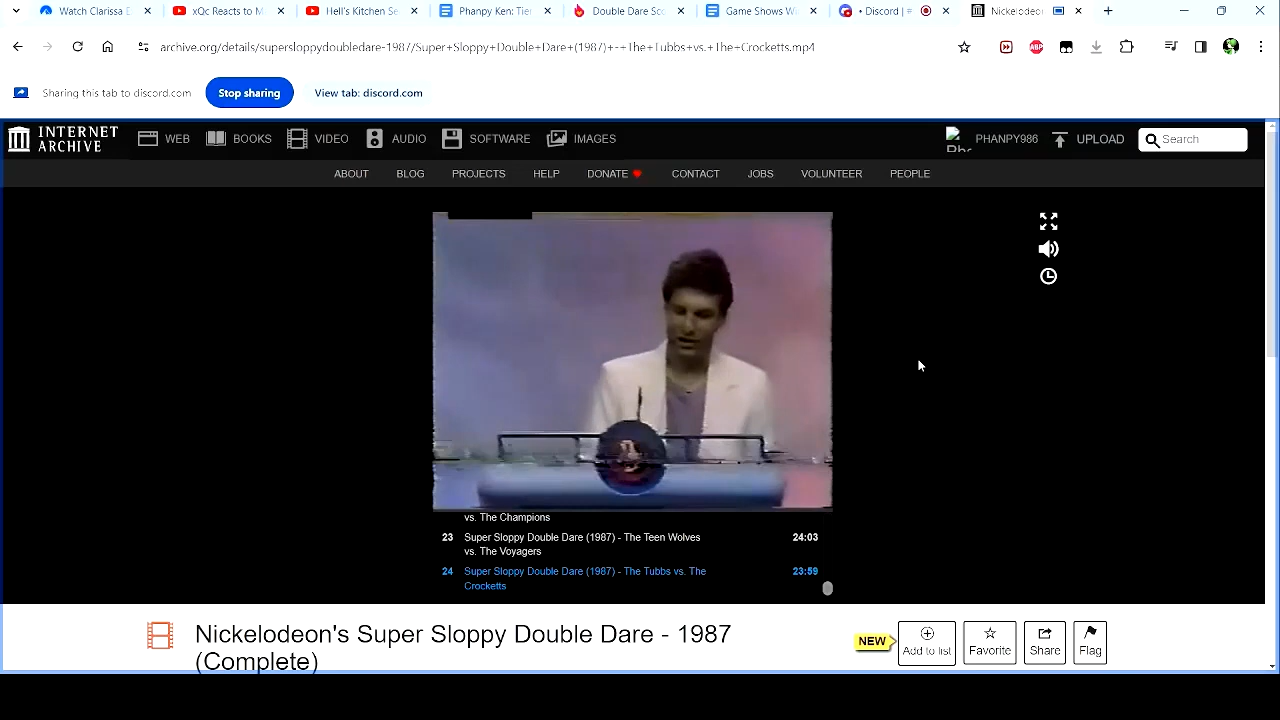 Watch Clarissa E
xQc Reacts to M
Hell's Kitchen Se
Phanpy Ken: Tie
Double Dare Sco
Game Shows Wi
• Discord | #
Nickelodeon
archive.org/details/supersloppydoubledare-1987/Super+Sloppy+Double+Dare+(1987)+-+The+Tubbs+vs.+The+Crocketts.mp4
ABP
Sharing this tab to discord.com
Stop sharing
View tab: discord.com
INTERNET ARCHIVE
WEB
BOOKS
VIDEO
AUDIO
SOFTWARE
IMAGES
PHANPY986
UPLOAD
Search
ABOUT
BLOG
PROJECTS
HELP
DONATE
CONTACT
JOBS
VOLUNTEER
PEOPLE
vs. The Champions
23 Super Sloppy Double Dare (1987) - The Teen Wolves 24:03
vs. The Voyagers
24 Super Sloppy Double Dare (1987) - The Tubbs vs. The 23:59
Crocketts
Nickelodeon's Super Sloppy Double Dare - 1987
(Complete)
NEW
Add to list
Favorite
Share
Flag